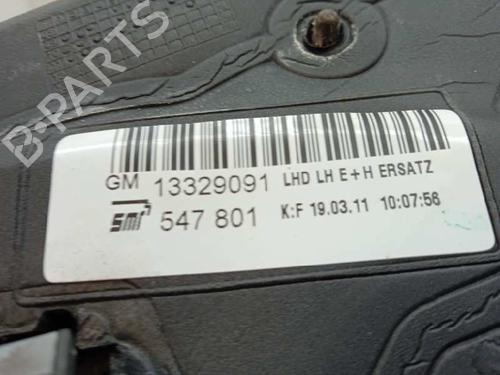 B-PARTS
GM 13329091 LHD LH E+H ERSATZ
SMR 547 801 K:F 19.03.11 10:07:56